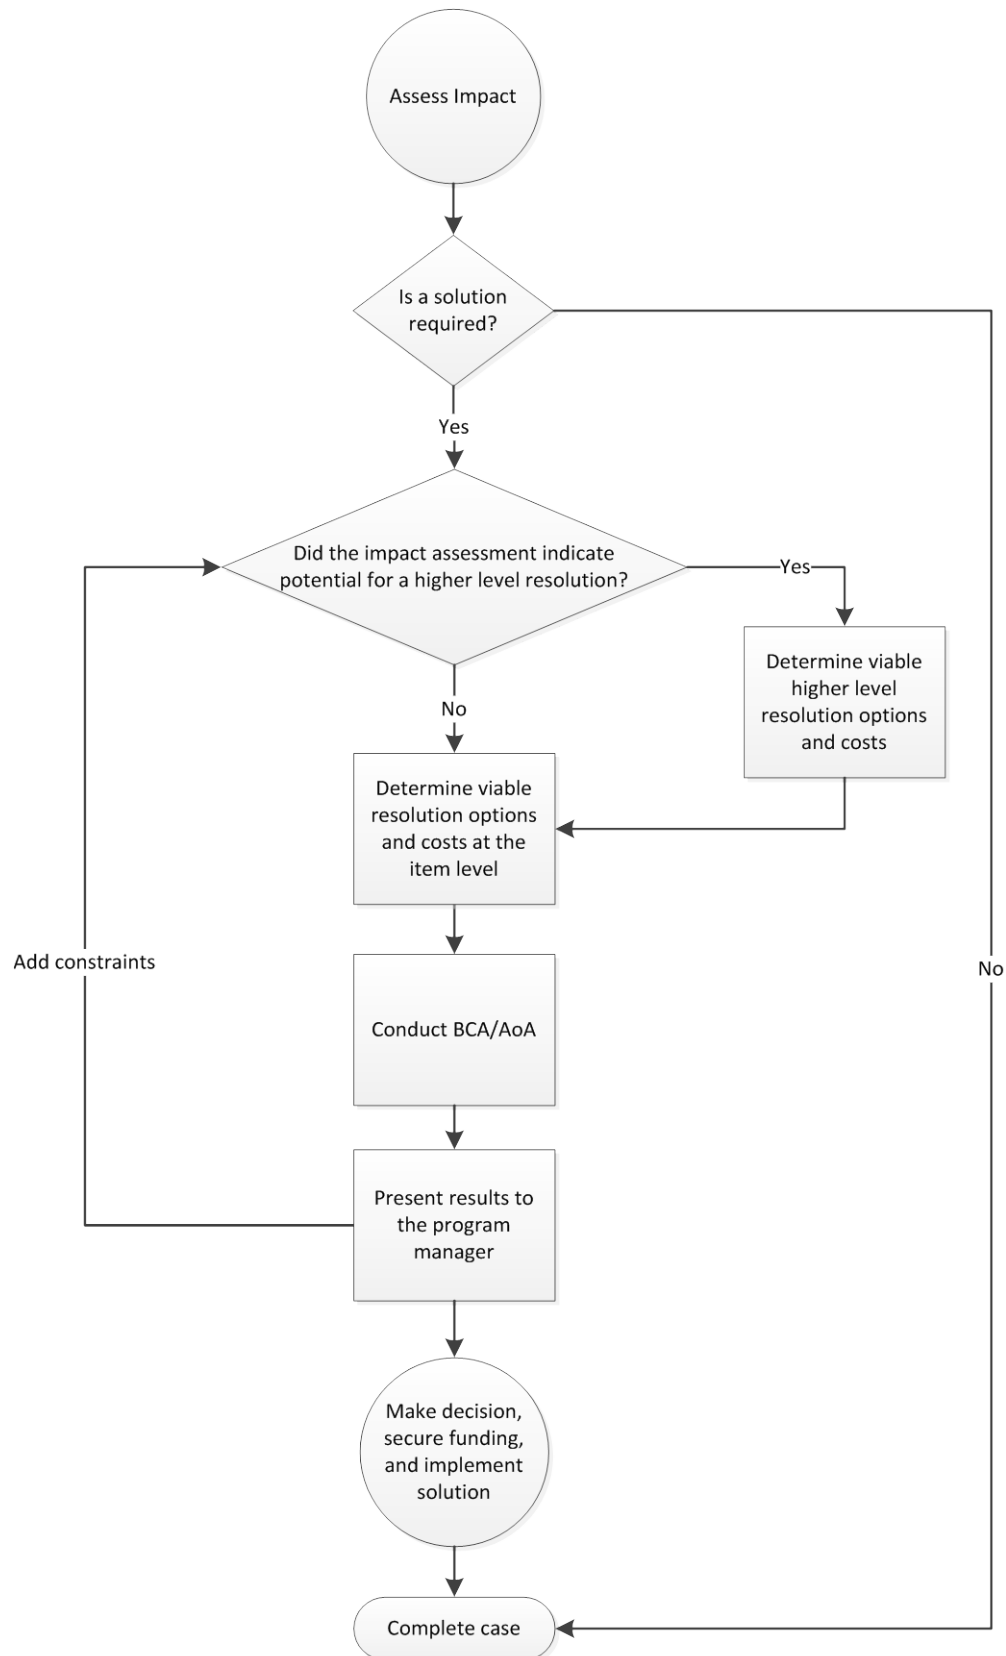 Assess Impact
Is a solution
required?
Yes
Did the impact assessment indicate
potential for a higher level resolution?
Yes
Determine viable
higher level
resolution options
and costs
No
Determine viable
resolution options
and costs at the
item level
Add constraints
No
Conduct BCA/AoA
Present results to
the program
manager
Make decision,
secure funding,
and implement
solution
Complete case